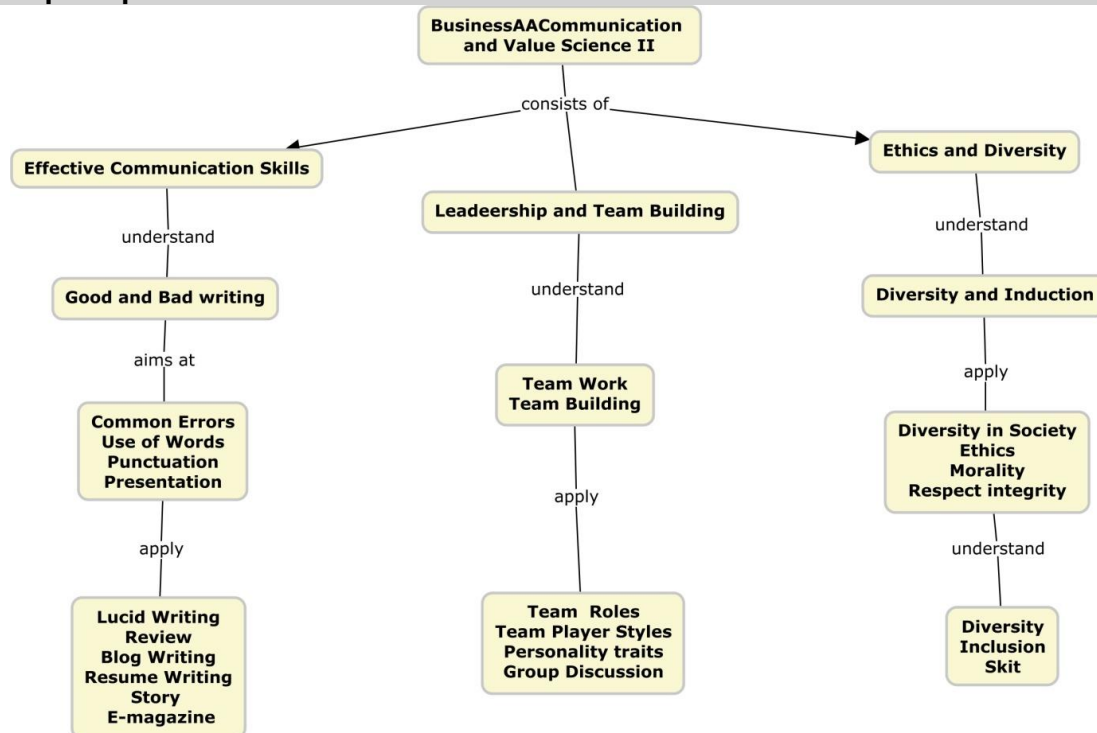 BusinessAACommunication
and Value Science II
consists of
Effective Communication Skills
Leadeership and Team Building
Ethics and Diversity
understand
understand
understand
Good and Bad writing
Diversity and Induction
aims at
apply
Team Work
Team Building
Common Errors
Use of Words
Punctuation
Presentation
Diversity in Society
Ethics
Morality
Respect integrity
apply
apply
understand
Lucid Writing
Review
Blog Writing
Resume Writing
Story
E-magazine
Team Roles
Team Player Styles
Personality traits
Group Discussion
Diversity
Inclusion
Skit